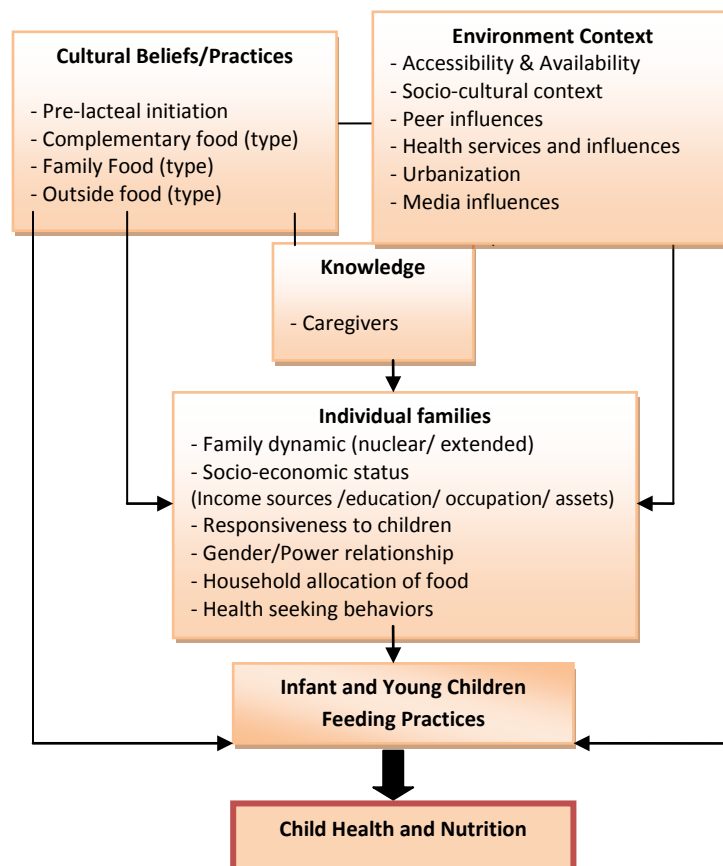 Cultural Beliefs/Practices
- Pre-lacteal initiation
- Complementary food (type)
- Family Food (type)
- Outside food (type)
Environment Context
- Accessibility & Availability
- Socio-cultural context
- Peer influences
- Health services and influences
- Urbanization
- Media influences
Knowledge
- Caregivers
Individual families
- Family dynamic (nuclear/ extended)
- Socio-economic status
(Income sources /education/ occupation/ assets)
- Responsiveness to children
- Gender/Power relationship
- Household allocation of food
- Health seeking behaviors
Infant and Young Children
Feeding Practices
Child Health and Nutrition